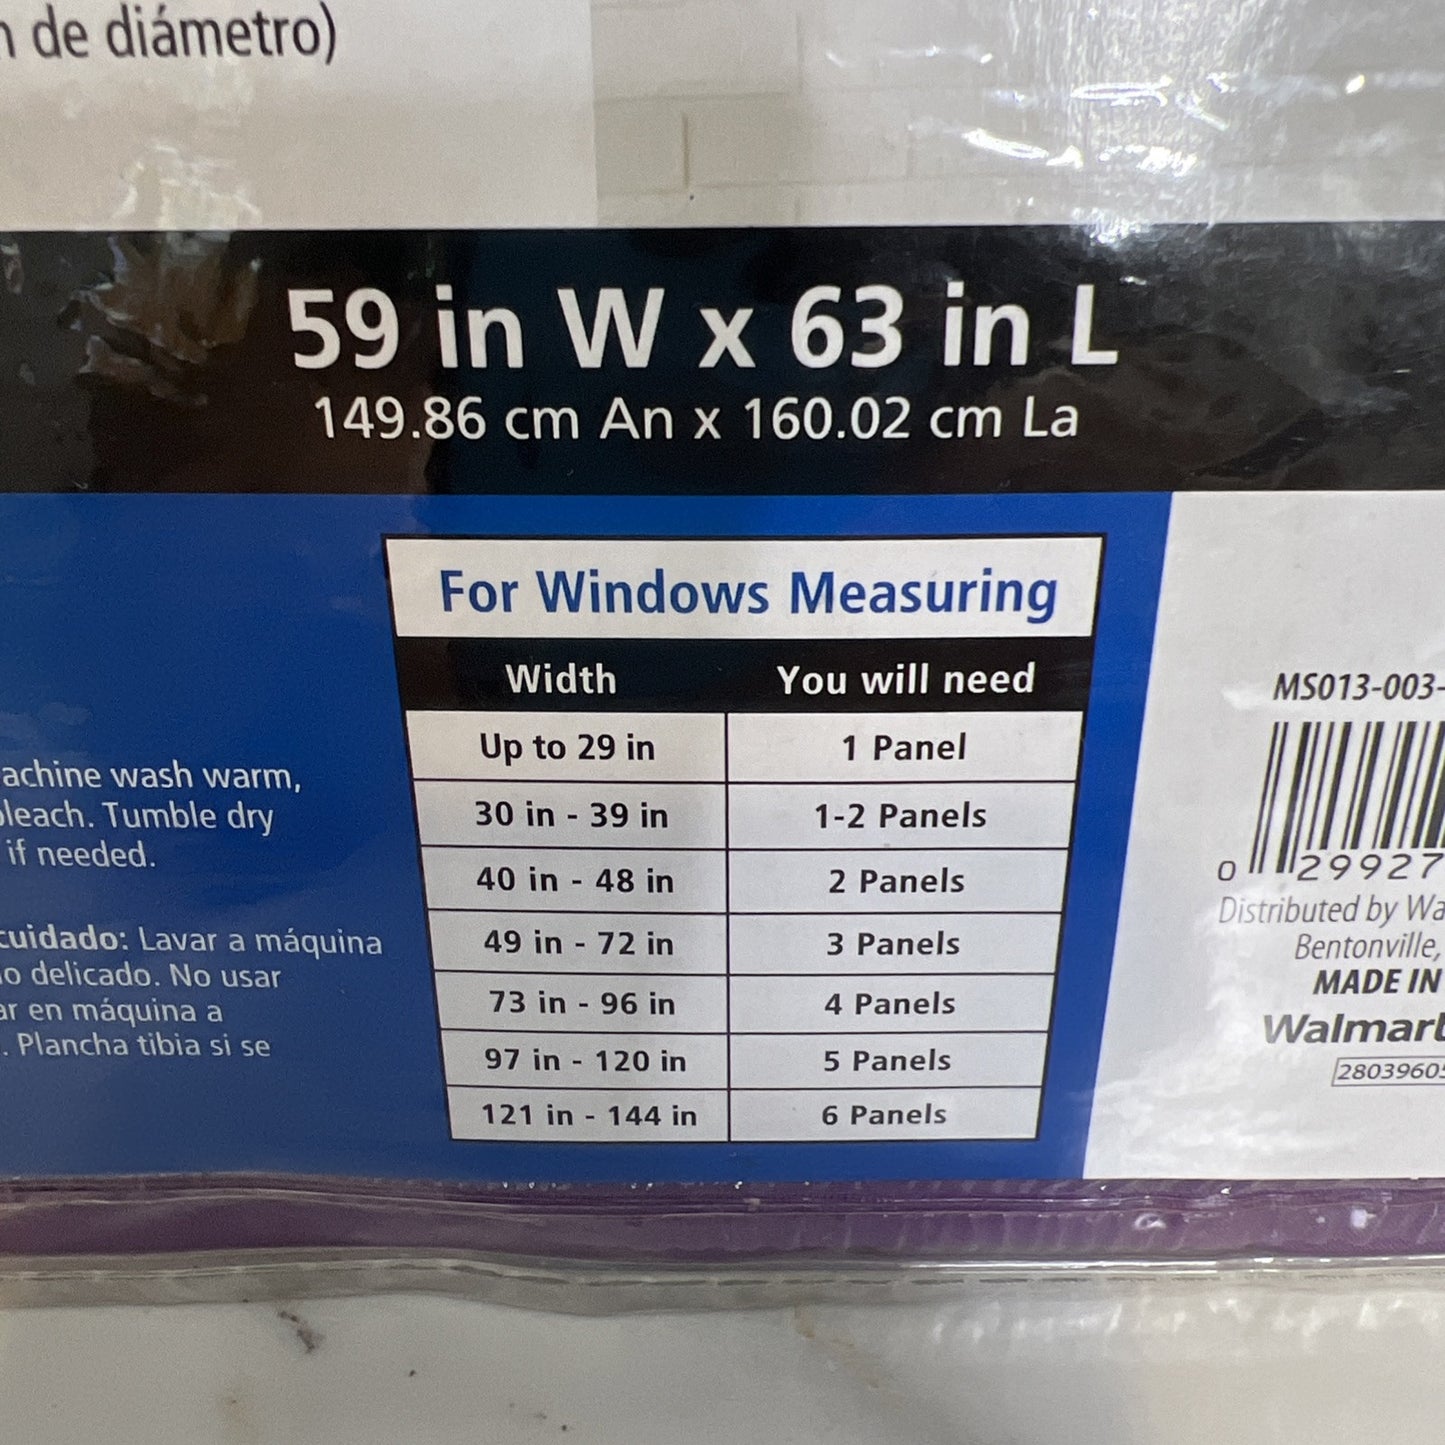 de diámetro)
59 in W x 63 in L
149.86 cm An x 160.02 cm La
For Windows Measuring
Width You will need
Up to 29 in 1 Panel
30 in - 39 in 1-2 Panels
40 in - 48 in 2 Panels
49 in - 72 in 3 Panels
73 in - 96 in 4 Panels
97 in - 120 in 5 Panels
121 in - 144 in 6 Panels
achine wash warm,
leach. Tumble dry
if needed.
cuidado: Lavar a máquina
o delicado. No usar
ar en máquina a
. Plancha tibia si se
MS013-003-
0 29927
Distributed by Wa
Bentonville,
MADE IN
Walmart
28039605